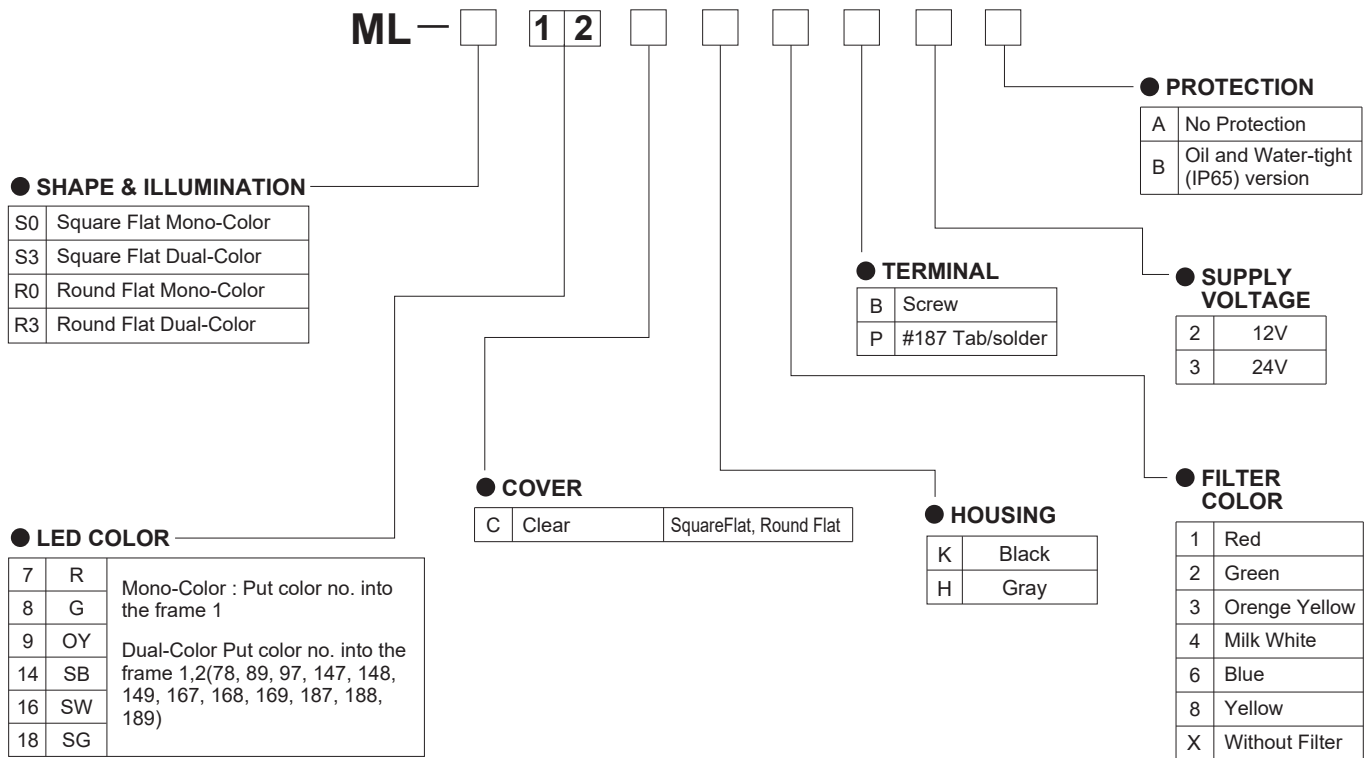 ML — 1 2
● PROTECTION
A No Protection
B Oil and Water-tight
(IP65) version
● SHAPE & ILLUMINATION
S0 Square Flat Mono-Color
S3 Square Flat Dual-Color
R0 Round Flat Mono-Color
R3 Round Flat Dual-Color
● TERMINAL
B Screw
P #187 Tab/solder
● SUPPLY
VOLTAGE
2 12V
3 24V
● COVER
C Clear SquareFlat, Round Flat
● HOUSING
K Black
H Gray
● FILTER
COLOR
1 Red
2 Green
3 Orenge Yellow
4 Milk White
6 Blue
8 Yellow
X Without Filter
● LED COLOR
7 R
8 G
9 OY
14 SB
16 SW
18 SG
Mono-Color : Put color no. into
the frame 1
Dual-Color Put color no. into the
frame 1,2(78, 89, 97, 147, 148,
149, 167, 168, 169, 187, 188,
189)